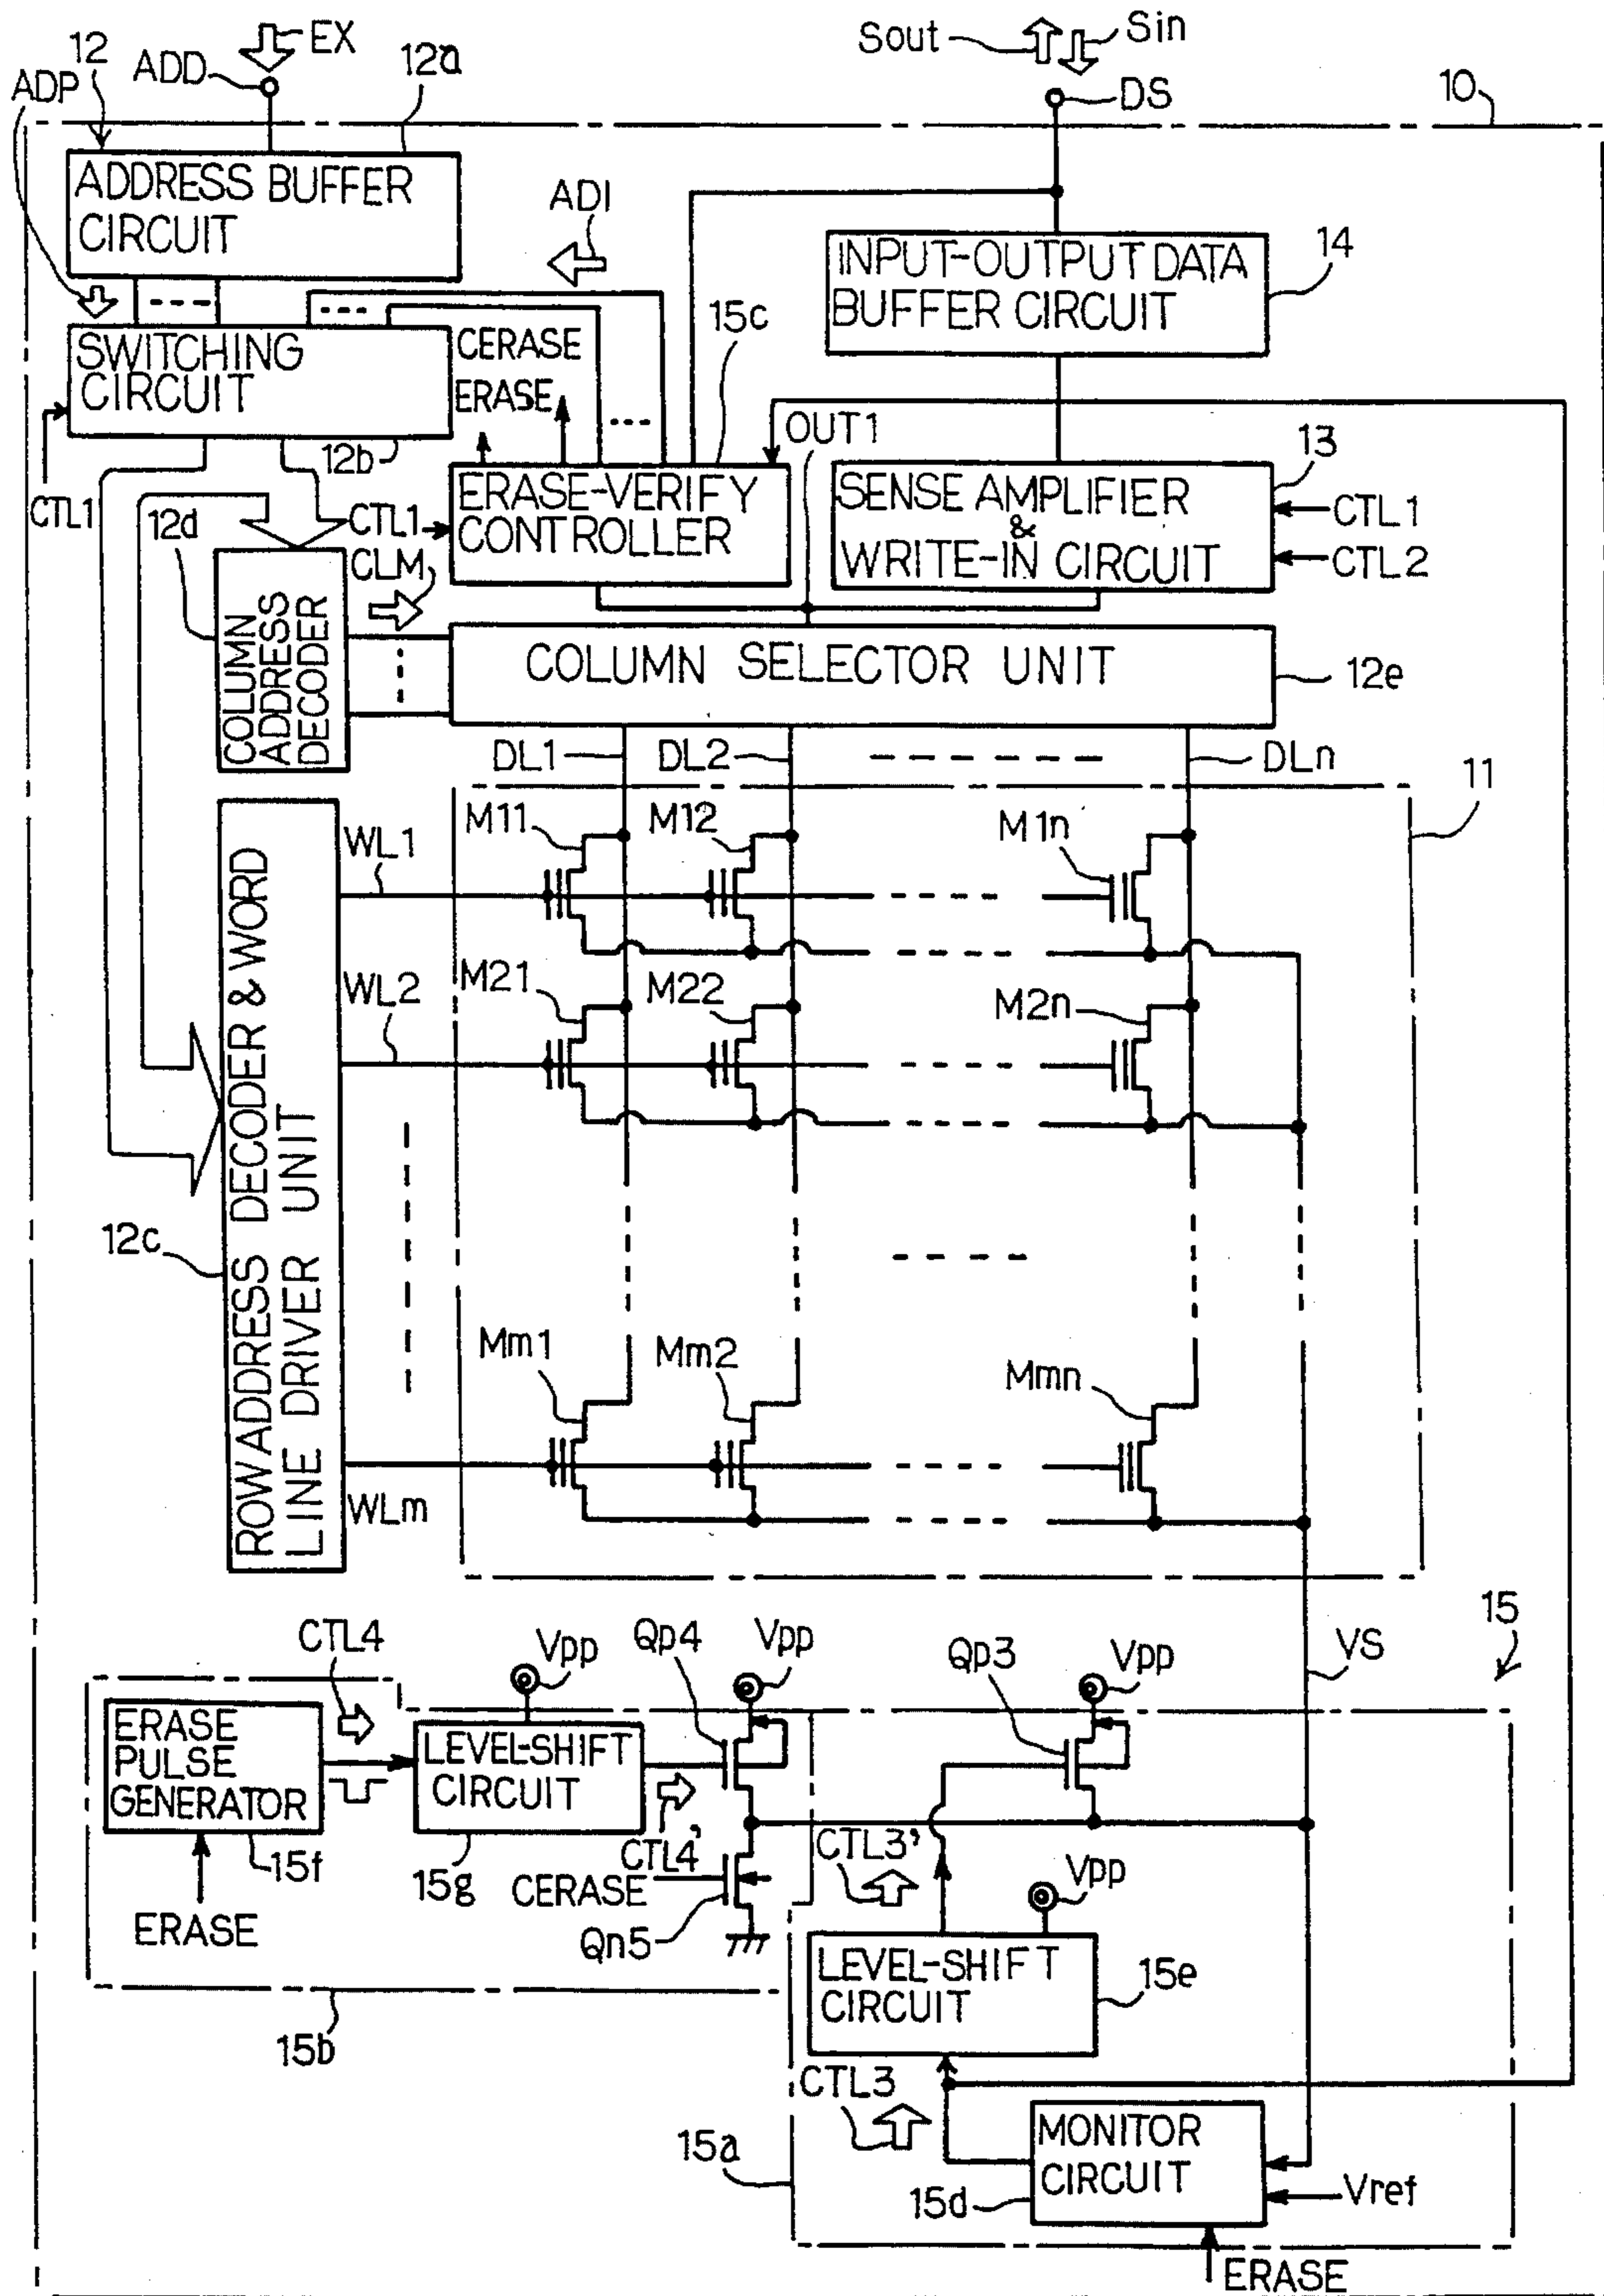 EX
Sout
Sin
12
ADD
12a
ADP
DS
10
ADDRESS BUFFER
CIRCUIT
ADI
INPUT-OUTPUT DATA
BUFFER CIRCUIT
14
SWITCHING
CIRCUIT
CERASE
ERASE
15c
12b
OUT1
13
CTL1
12d
CTL1
CLM
ERASE-VERIFY
CONTROLLER
SENSE AMPLIFIER
&
WRITE-IN CIRCUIT
CTL1
CTL2
COLUMN
ADDRESS
DECODER
COLUMN SELECTOR UNIT
12e
DL1
DL2
DLn
11
M11
M12
M1n
WL1
M21
M22
M2n
WL2
ROW ADDRESS DECODER & WORD
LINE DRIVER UNIT
12c
Mm1
Mm2
Mmn
WLm
CTL4
Vpp
Qp4
Vpp
Qp3
Vpp
VS
15
ERASE
PULSE
GENERATOR
LEVEL-SHIFT
CIRCUIT
15f
15g
CTL4'
CERASE
Qn5
CTL3'
Vpp
ERASE
15b
LEVEL-SHIFT
CIRCUIT
15e
CTL3
15a
MONITOR
CIRCUIT
15d
Vref
ERASE